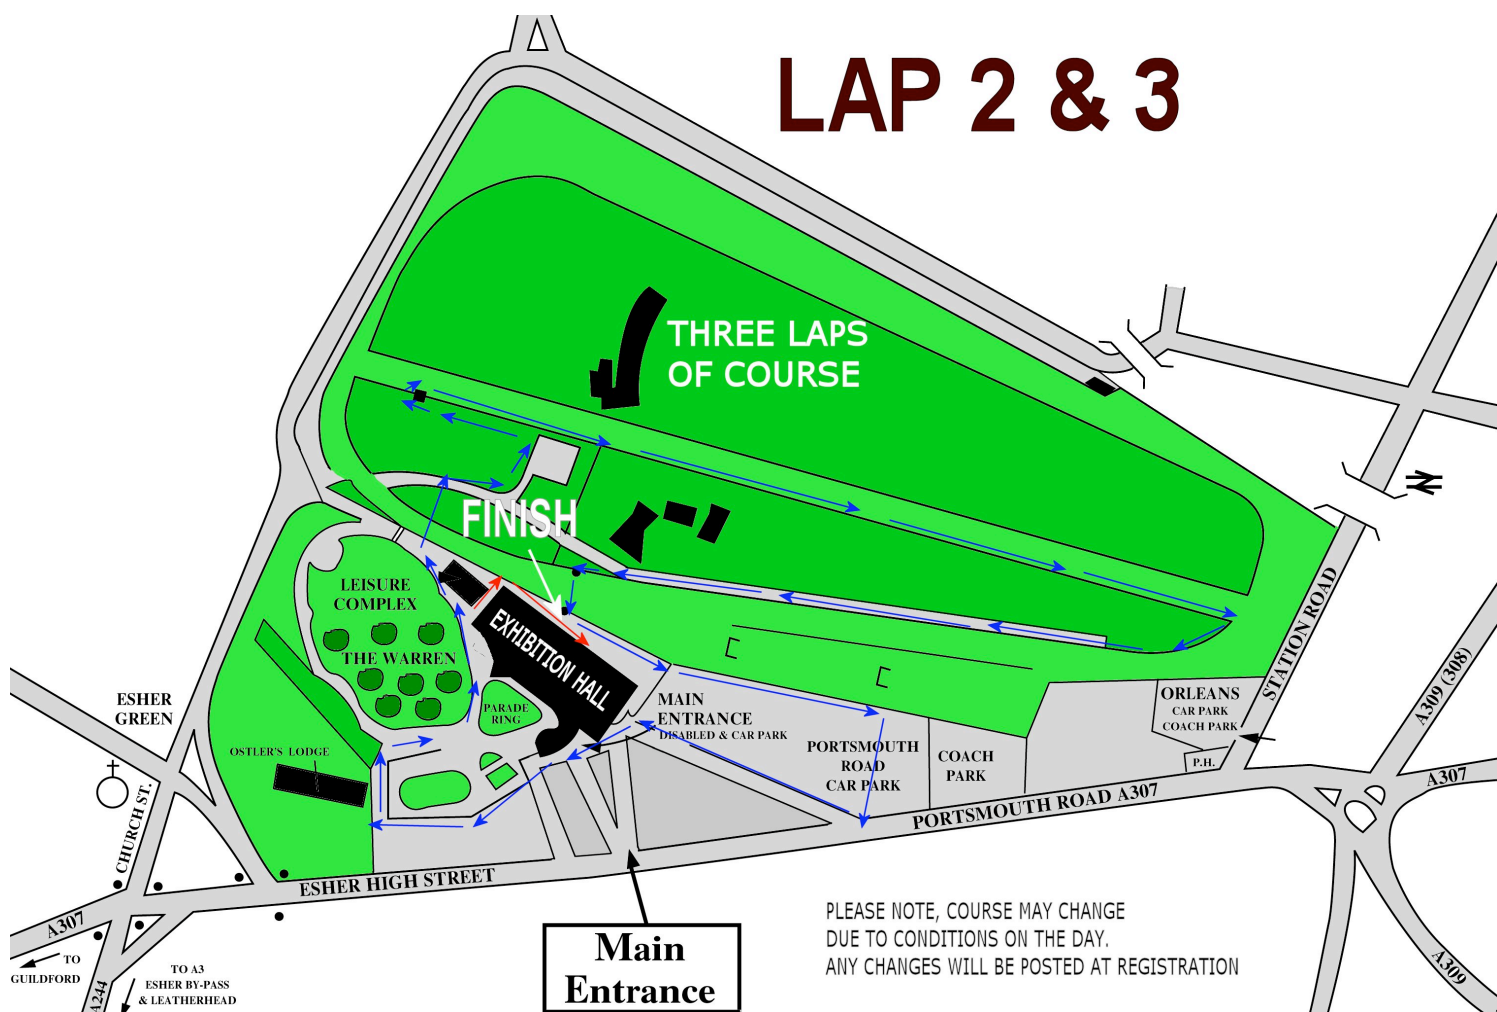 LAP 2 & 3
THREE LAPS
OF COURSE
FINISH
LEISURE
COMPLEX
EXHIBITION HALL
THE WARREN
PARADE
RING
MAIN
ENTRANCE
DISABLED & CAR PARK
ESHER
GREEN
OSTLER'S LODGE
PORTSMOUTH
ROAD
CAR PARK
COACH
PARK
ORLEANS
CAR PARK
COACH PARK
P.H.
STATION ROAD
A309 (308)
A307
PORTSMOUTH ROAD A307
CHURCH ST.
ESHER HIGH STREET
A307
TO
GUILDFORD
A244
TO A3
ESHER BY-PASS
& LEATHERHEAD
Main
Entrance
PLEASE NOTE, COURSE MAY CHANGE
DUE TO CONDITIONS ON THE DAY.
ANY CHANGES WILL BE POSTED AT REGISTRATION
A309